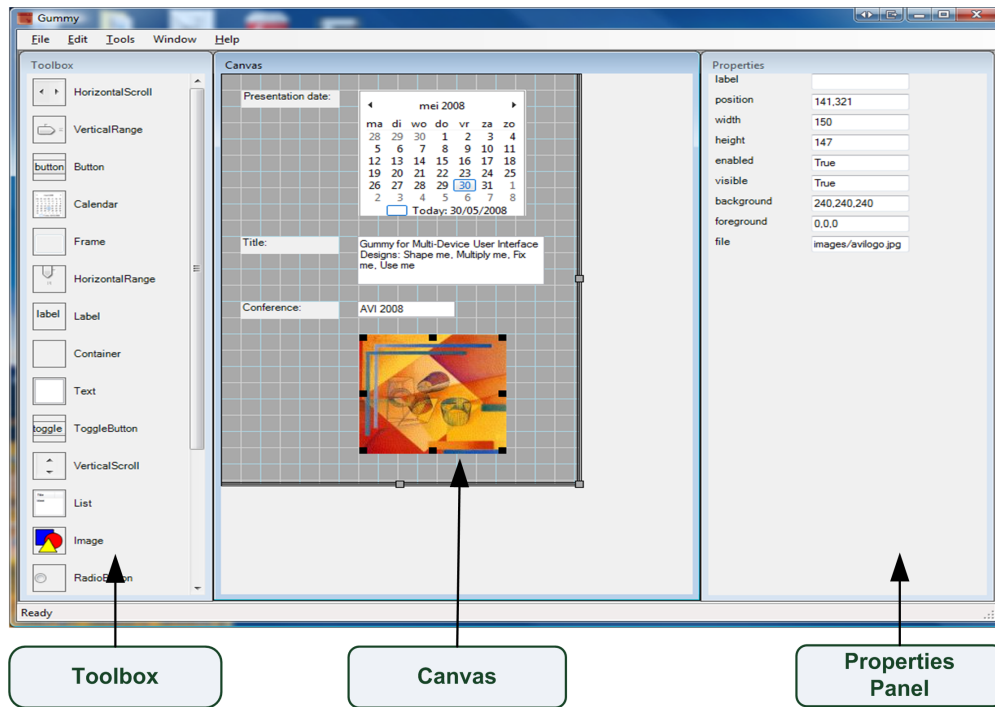 Gummy
File Edit Tools Window Help
Toolbox
HorizontalScroll
VerticalRange
button Button
Calendar
Frame
HorizontalRange
label Label
Container
Text
toggle ToggleButton
VerticalScroll
List
Image
Canvas
Presentation date:
mei 2008
ma di wo do vr za zo
28 29 30 1 2 3 4
5 6 7 8 9 10 11
12 13 14 15 16 17 18
19 20 21 22 23 24 25
26 27 28 29 30 31 1
2 3 4 5 6 7 8
Today: 30/05/2008
Title:
Gummy for Multi-Device User Interface
Designs: Shape me, Multiply me, Fix
me, Use me
Conference:
AVI 2008
Properties
label
position 141,321
width 150
height 147
enabled True
visible True
background 240,240,240
foreground 0,0,0
file images/avilogo.jpg
Ready
Toolbox
Canvas
Properties
Panel